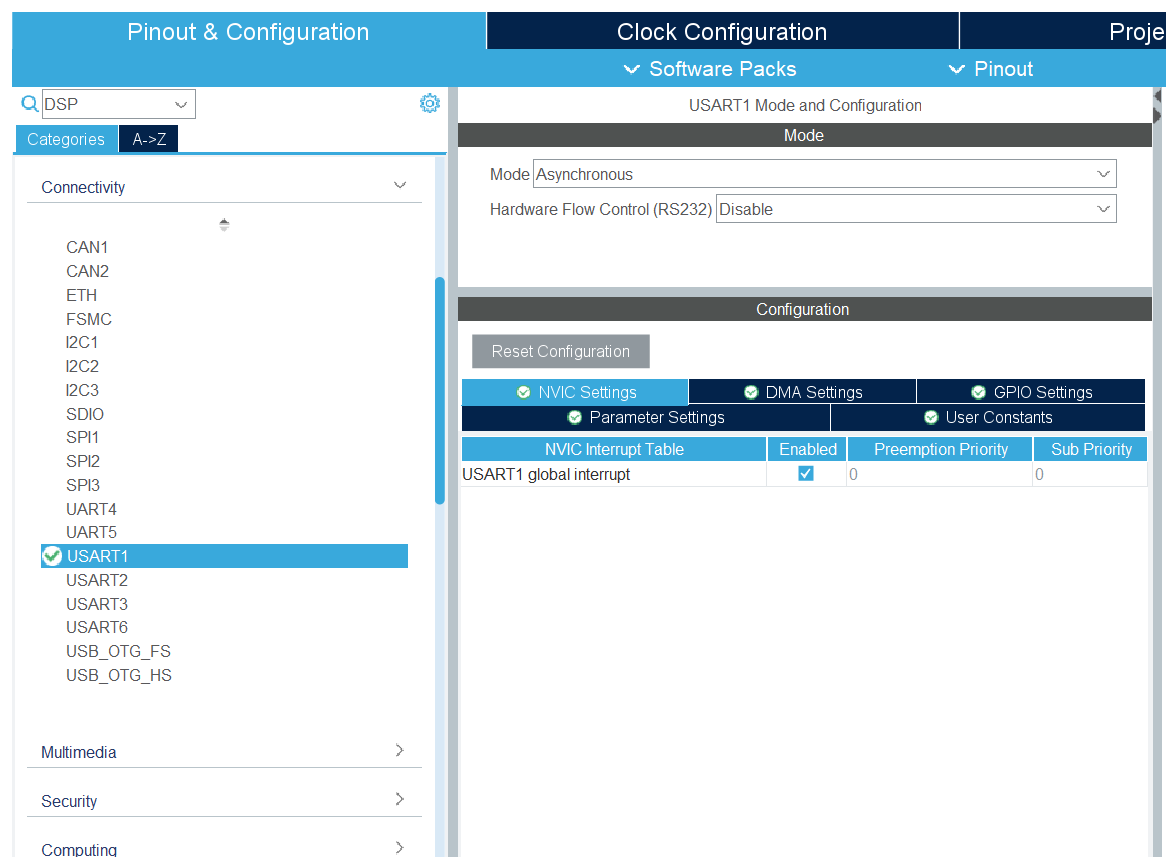 Pinout & Configuration
Clock Configuration
Proje
Software Packs
Pinout
DSP
Categories
A->Z
Connectivity
CAN1
CAN2
ETH
FSMC
I2C1
I2C2
I2C3
SDIO
SPI1
SPI2
SPI3
UART4
UART5
USART1
USART2
USART3
USART6
USB_OTG_FS
USB_OTG_HS
Multimedia
Security
Computing
USART1 Mode and Configuration
Mode
Mode Asynchronous
Hardware Flow Control (RS232) Disable
Configuration
Reset Configuration
NVIC Settings
DMA Settings
GPIO Settings
Parameter Settings
User Constants
NVIC Interrupt Table Enabled Preemption Priority Sub Priority
USART1 global interrupt 0 0